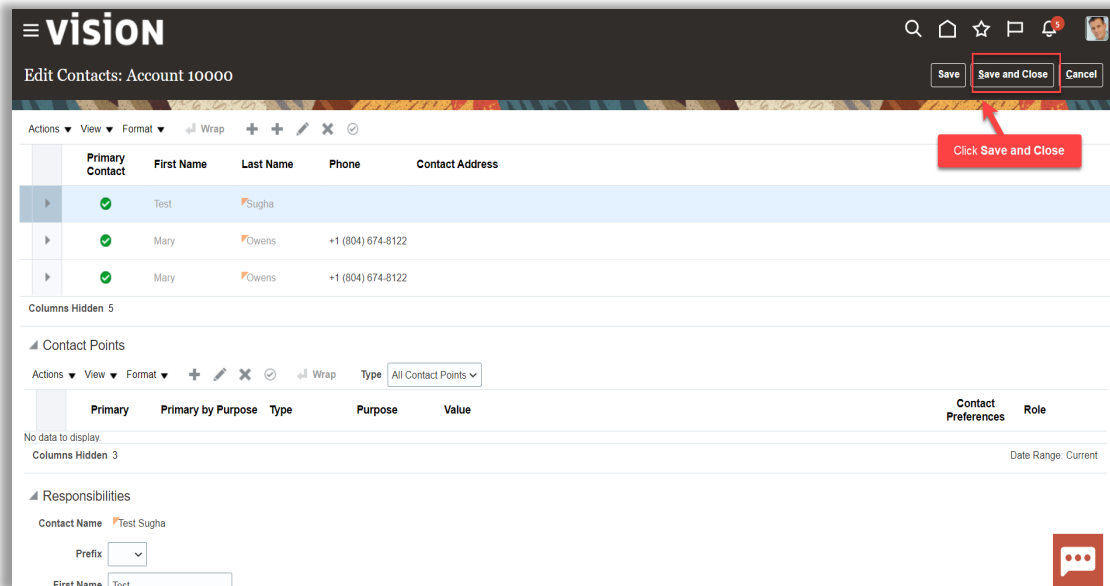 vision
5
Edit Contacts: Account 10000
Save Save and Close Cancel
Actions View Format Wrap
Click Save and Close
Primary Contact First Name Last Name Phone Contact Address
Test Sugha
Mary Owens +1 (804) 674-8122
Mary Owens +1 (804) 674-8122
Columns Hidden 5
Contact Points
Actions View Format Wrap Type All Contact Points
Primary Primary by Purpose Type Purpose Value Contact Preferences Role
No data to display.
Columns Hidden 3 Date Range: Current
Responsibilities
Contact Name Test Sugha
Prefix
First Name Test